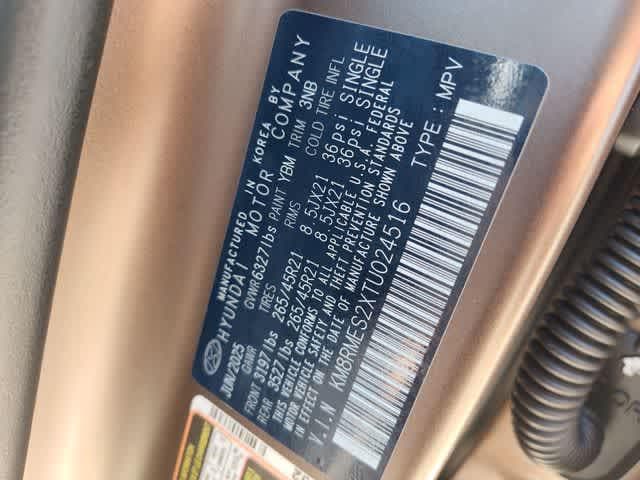 MANUFACTURED IN KOREA BY
HYUNDAI MOTOR COMPANY
JUN/2025 GVWR 6327lbs PAINT YBM TRIM 3NB
GAWR TIRES RIMS COLD TIRE INFL
FRONT 3197lbs 265/45R21 8.5JX21 36psi SINGLE
REAR 3527lbs 265/45R21 8.5JX21 36psi SINGLE
THIS VEHICLE CONFORMS TO ALL APPLICABLE U.S.A. FEDERAL
MOTOR VEHICLE SAFETY AND THEFT PREVENTION STANDARDS
IN EFFECT ON THE DATE OF MANUFACTURE SHOWN ABOVE
V.I.N KM8RMES2XTU024516 TYPE : MPV